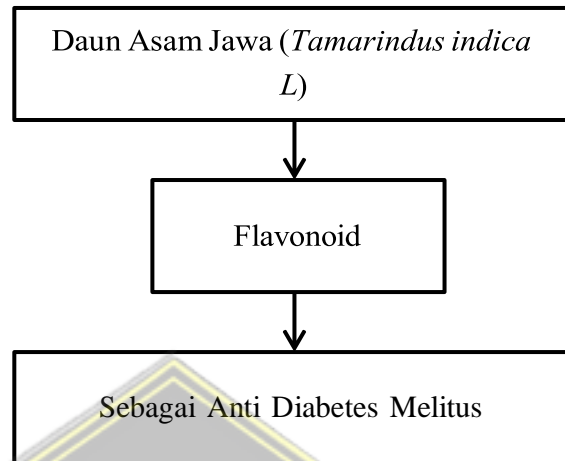 Daun Asam Jawa (Tamarindus indica
L)
Flavonoid
Sebagai Anti Diabetes Melitus